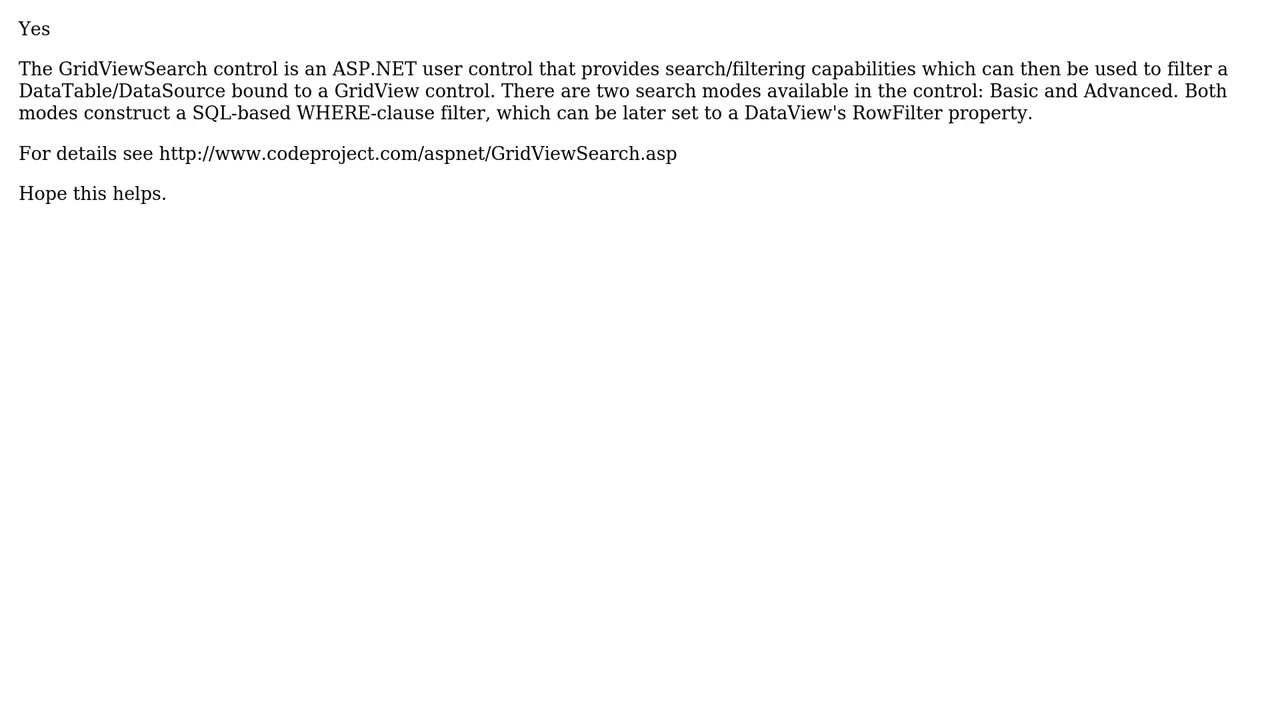 Yes
The GridViewSearch control is an ASP.NET user control that provides search/filtering capabilities which can then be used to filter a
DataTable/DataSource bound to a GridView control. There are two search modes available in the control: Basic and Advanced. Both
modes construct a SQL-based WHERE-clause filter, which can be later set to a DataView's RowFilter property.
For details see http://www.codeproject.com/aspnet/GridViewSearch.asp
Hope this helps.